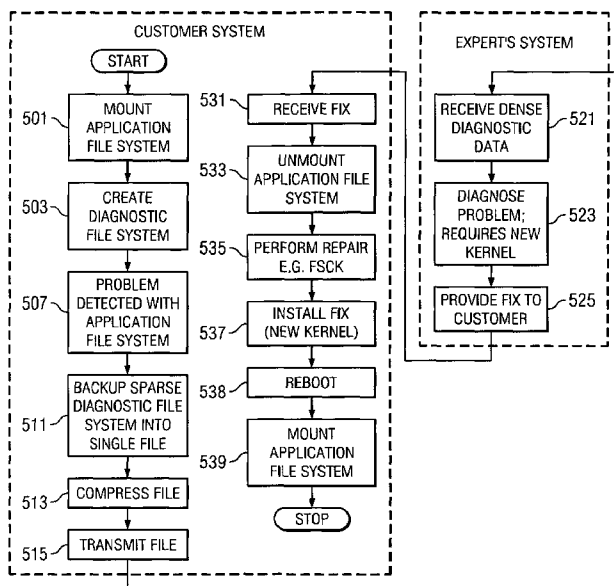 CUSTOMER SYSTEM
START
501
MOUNT
APPLICATION
FILE SYSTEM
503
CREATE
DIAGNOSTIC
FILE SYSTEM
507
PROBLEM
DETECTED WITH
APPLICATION
FILE SYSTEM
511
BACKUP SPARSE
DIAGNOSTIC FILE
SYSTEM INTO
SINGLE FILE
513
COMPRESS FILE
515
TRANSMIT FILE
531
RECEIVE FIX
533
UNMOUNT
APPLICATION FILE
SYSTEM
535
PERFORM REPAIR
E.G. FSCK
537
INSTALL FIX
(NEW KERNEL)
538
REBOOT
539
MOUNT
APPLICATION
FILE SYSTEM
STOP
EXPERT'S SYSTEM
RECEIVE DENSE
DIAGNOSTIC
DATA
521
DIAGNOSE
PROBLEM;
REQUIRES NEW
KERNEL
523
PROVIDE FIX TO
CUSTOMER
525